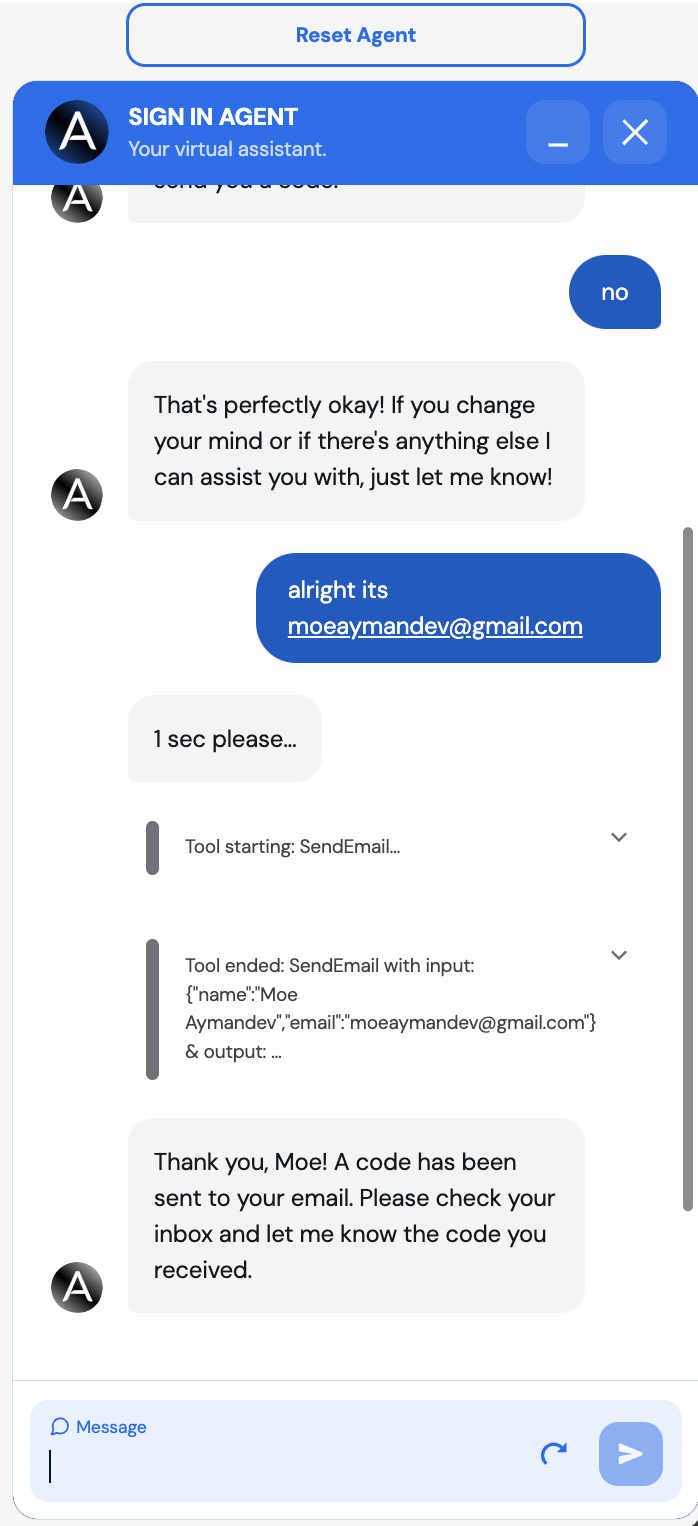 Reset Agent
SIGN IN AGENT
Your virtual assistant.
send you a code.
no
That's perfectly okay! If you change
your mind or if there's anything else I
can assist you with, just let me know!
alright its
moeaymandev@gmail.com
1 sec please...
Tool starting: SendEmail...
Tool ended: SendEmail with input:
{"name":"Moe
Aymandev","email":"moeaymandev@gmail.com"}
& output: ...
Thank you, Moe! A code has been
sent to your email. Please check your
inbox and let me know the code you
received.
Message